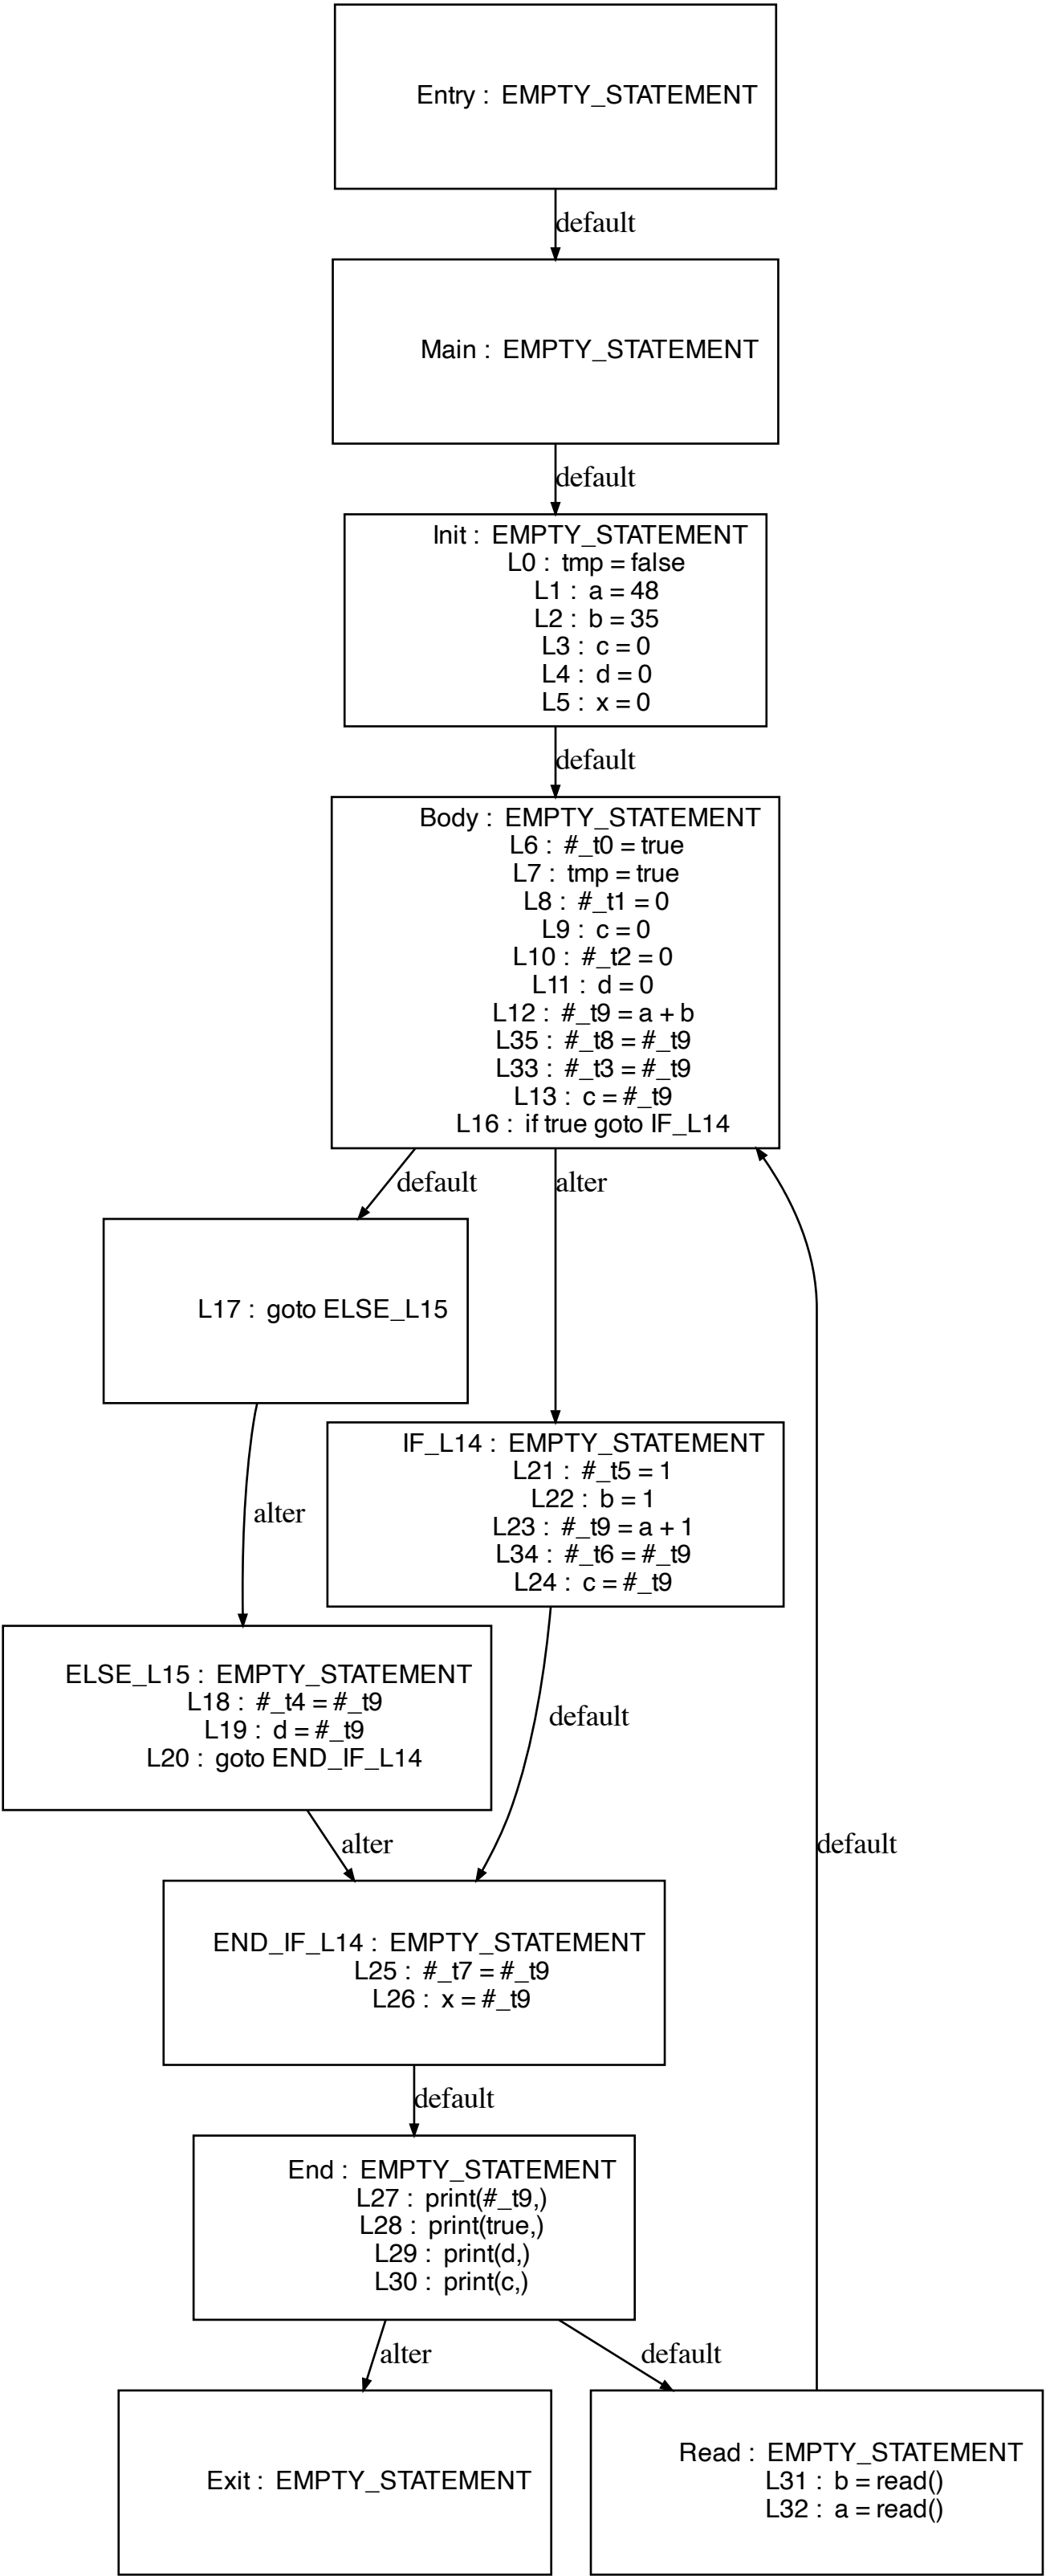 Entry : EMPTY_STATEMENT
default
Main : EMPTY_STATEMENT
default
Init : EMPTY_STATEMENT
L0 : tmp = false
L1 : a = 48
L2 : b = 35
L3 : c = 0
L4 : d = 0
L5 : x = 0
default
Body : EMPTY_STATEMENT
L6 : #_t0 = true
L7 : tmp = true
L8 : #_t1 = 0
L9 : c = 0
L10 : #_t2 = 0
L11 : d = 0
L12 : #_t9 = a + b
L35 : #_t8 = #_t9
L33 : #_t3 = #_t9
L13 : c = #_t9
L16 : if true goto IF_L14
default
alter
L17 : goto ELSE_L15
IF_L14 : EMPTY_STATEMENT
L21 : #_t5 = 1
L22 : b = 1
L23 : #_t9 = a + 1
L34 : #_t6 = #_t9
L24 : c = #_t9
alter
ELSE_L15 : EMPTY_STATEMENT
L18 : #_t4 = #_t9
L19 : d = #_t9
L20 : goto END_IF_L14
default
alter
default
END_IF_L14 : EMPTY_STATEMENT
L25 : #_t7 = #_t9
L26 : x = #_t9
default
End : EMPTY_STATEMENT
L27 : print(#_t9,)
L28 : print(true,)
L29 : print(d,)
L30 : print(c,)
alter
default
Exit : EMPTY_STATEMENT
Read : EMPTY_STATEMENT
L31 : b = read()
L32 : a = read()